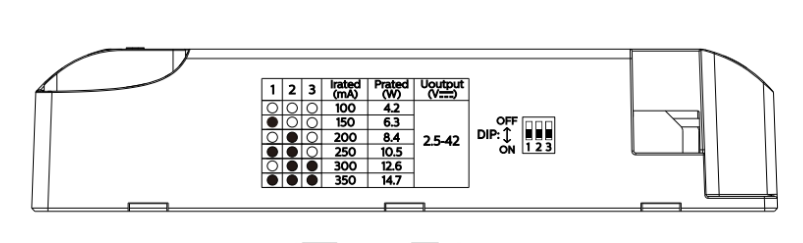 1 2 3 Irated (mA) Prated (W) Uoutput (V⎓)
○ ○ ○ 100 4.2
● ○ ○ 150 6.3
○ ● ○ 200 8.4
● ● ○ 250 10.5
○ ● ● 300 12.6
● ● ● 350 14.7
2.5-42
OFF
DIP: ↕
ON
1 2 3